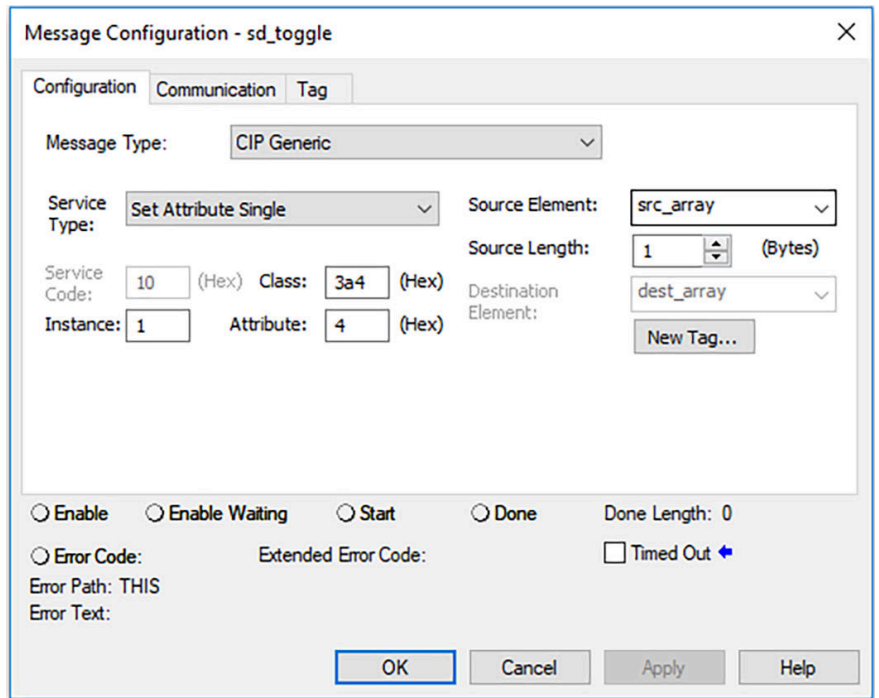 Message Configuration - sd_toggle
Configuration Communication Tag
Message Type: CIP Generic
Service Type: Set Attribute Single
Source Element: src_array
Source Length: 1 (Bytes)
Service Code: 10 (Hex) Class: 3a4 (Hex)
Destination Element: dest_array
Instance: 1 Attribute: 4 (Hex)
New Tag...
Enable Enable Waiting Start Done Done Length: 0
Error Code: Extended Error Code: Timed Out
Error Path: THIS
Error Text:
OK Cancel Apply Help